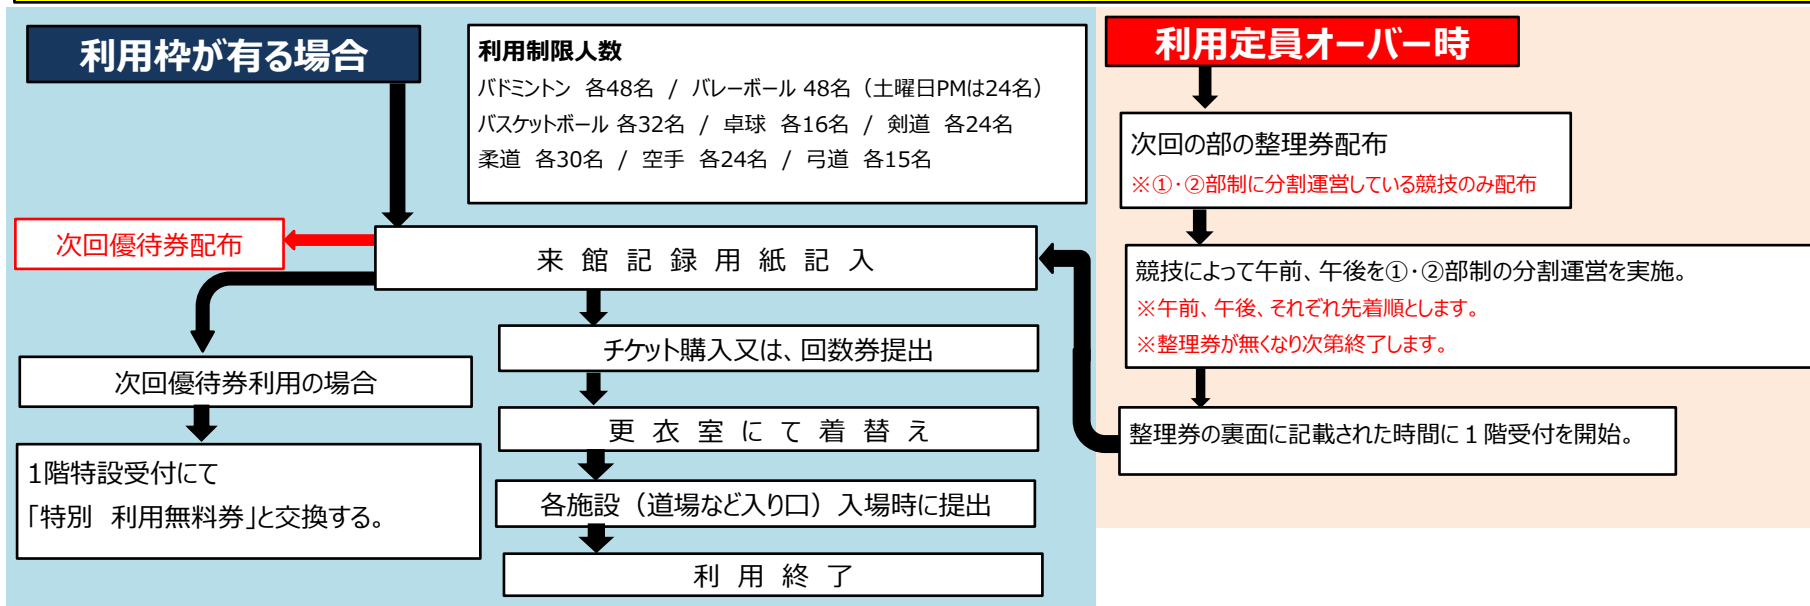 利用枠が有る場合
利用制限人数
バドミントン 各48名 / バレーボール 48名（土曜日PMは24名）
バスケットボール 各32名 / 卓球 各16名 / 剣道 各24名
柔道 各30名 / 空手 各24名 / 弓道 各15名
次回優待券配布
来 館 記 録 用 紙 記 入
チケット購入又は、回数券提出
次回優待券利用の場合
更 衣 室 に て 着 替 え
1階特設受付にて
「特別 利用無料券」と交換する。
各施設（道場など入り口）入場時に提出
利 用 終 了
利用定員オーバー時
次回の部の整理券配布
※①・②部制に分割運営している競技のみ配布
競技によって午前、午後を①・②部制の分割運営を実施。
※午前、午後、それぞれ先着順とします。
※整理券が無くなり次第終了します。
整理券の裏面に記載された時間に１階受付を開始。